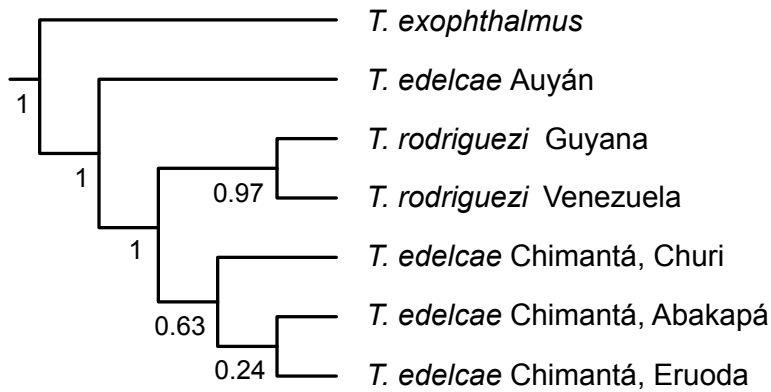 T. exophthalmus
1
T. edelcae Auyán
T. rodriguezi Guyana
1
0.97
T. rodriguezi Venezuela
1
T. edelcae Chimantá, Churi
0.63
T. edelcae Chimantá, Abakapá
0.24
T. edelcae Chimantá, Eruoda